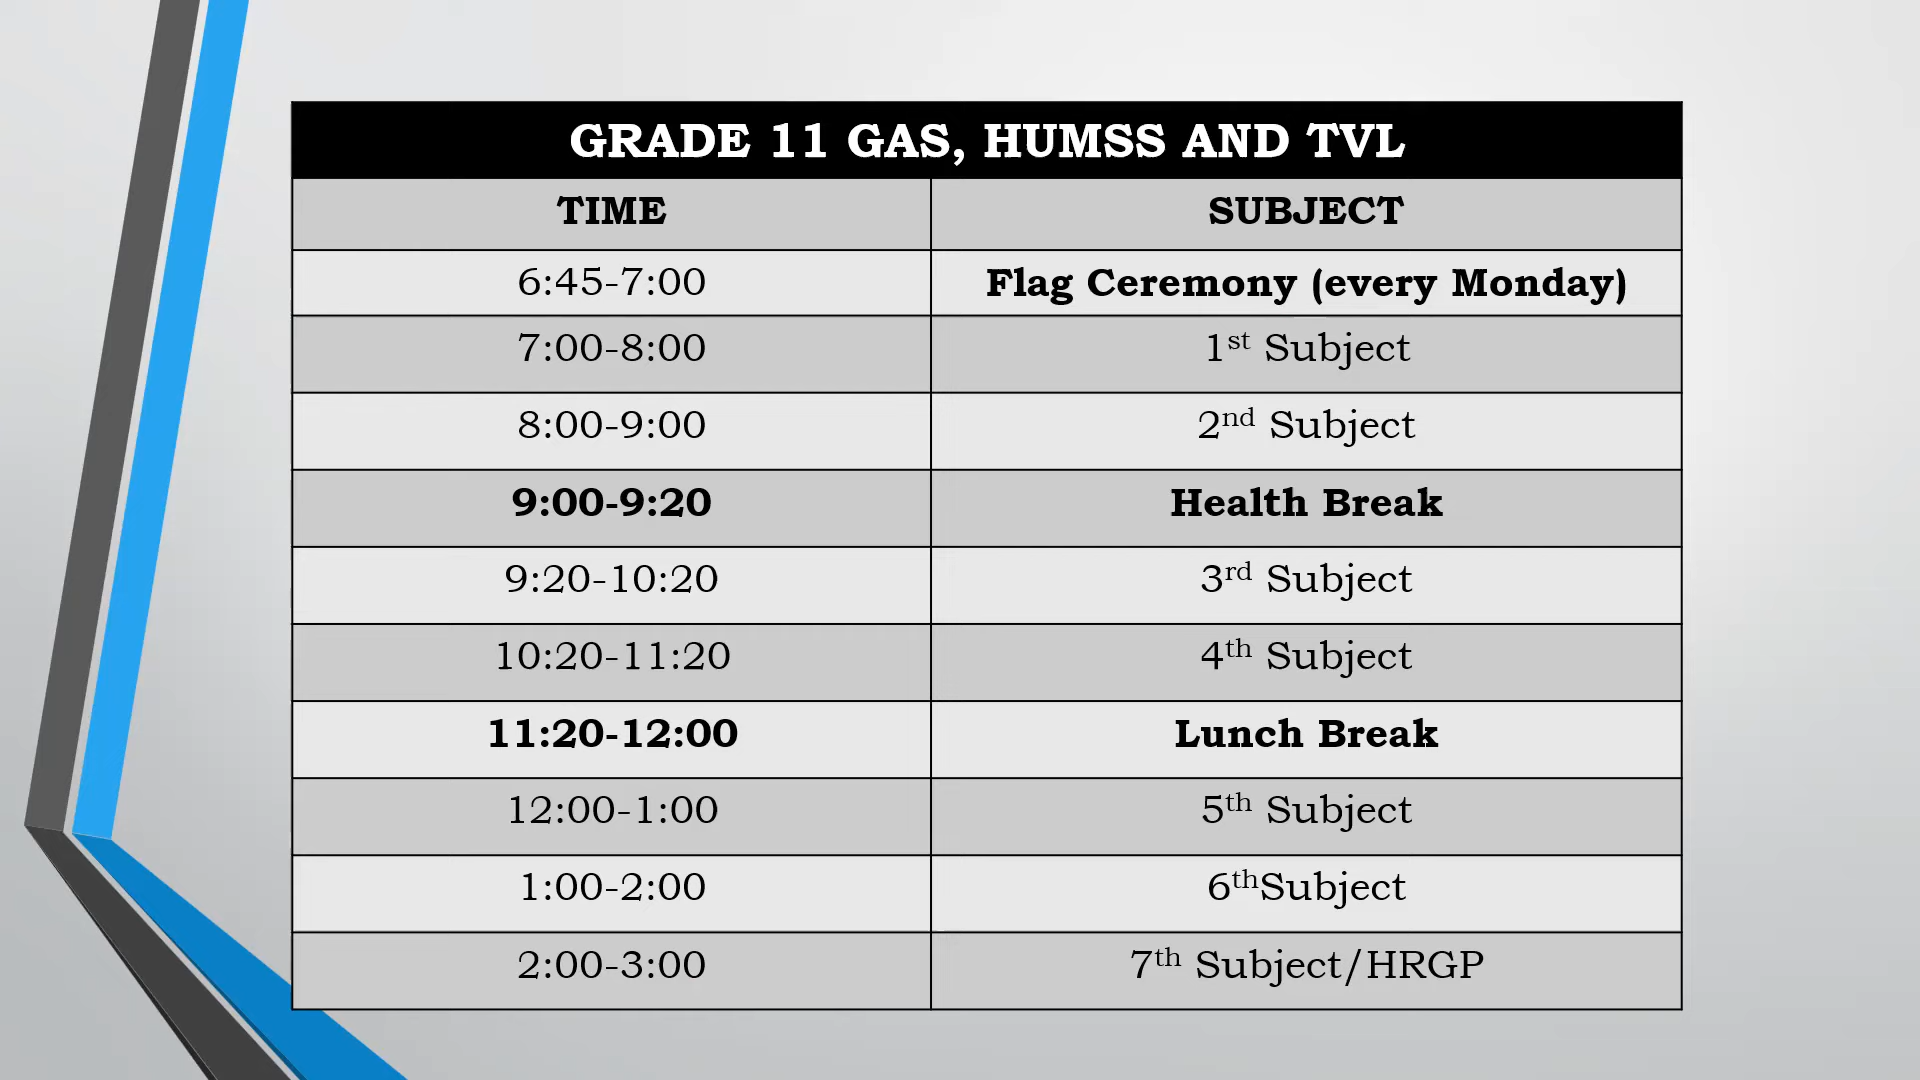 GRADE 11 GAS, HUMSS AND TVL
TIME SUBJECT
6:45-7:00 Flag Ceremony (every Monday)
7:00-8:00 1st Subject
8:00-9:00 2nd Subject
9:00-9:20 Health Break
9:20-10:20 3rd Subject
10:20-11:20 4th Subject
11:20-12:00 Lunch Break
12:00-1:00 5th Subject
1:00-2:00 6thSubject
2:00-3:00 7th Subject/HRGP